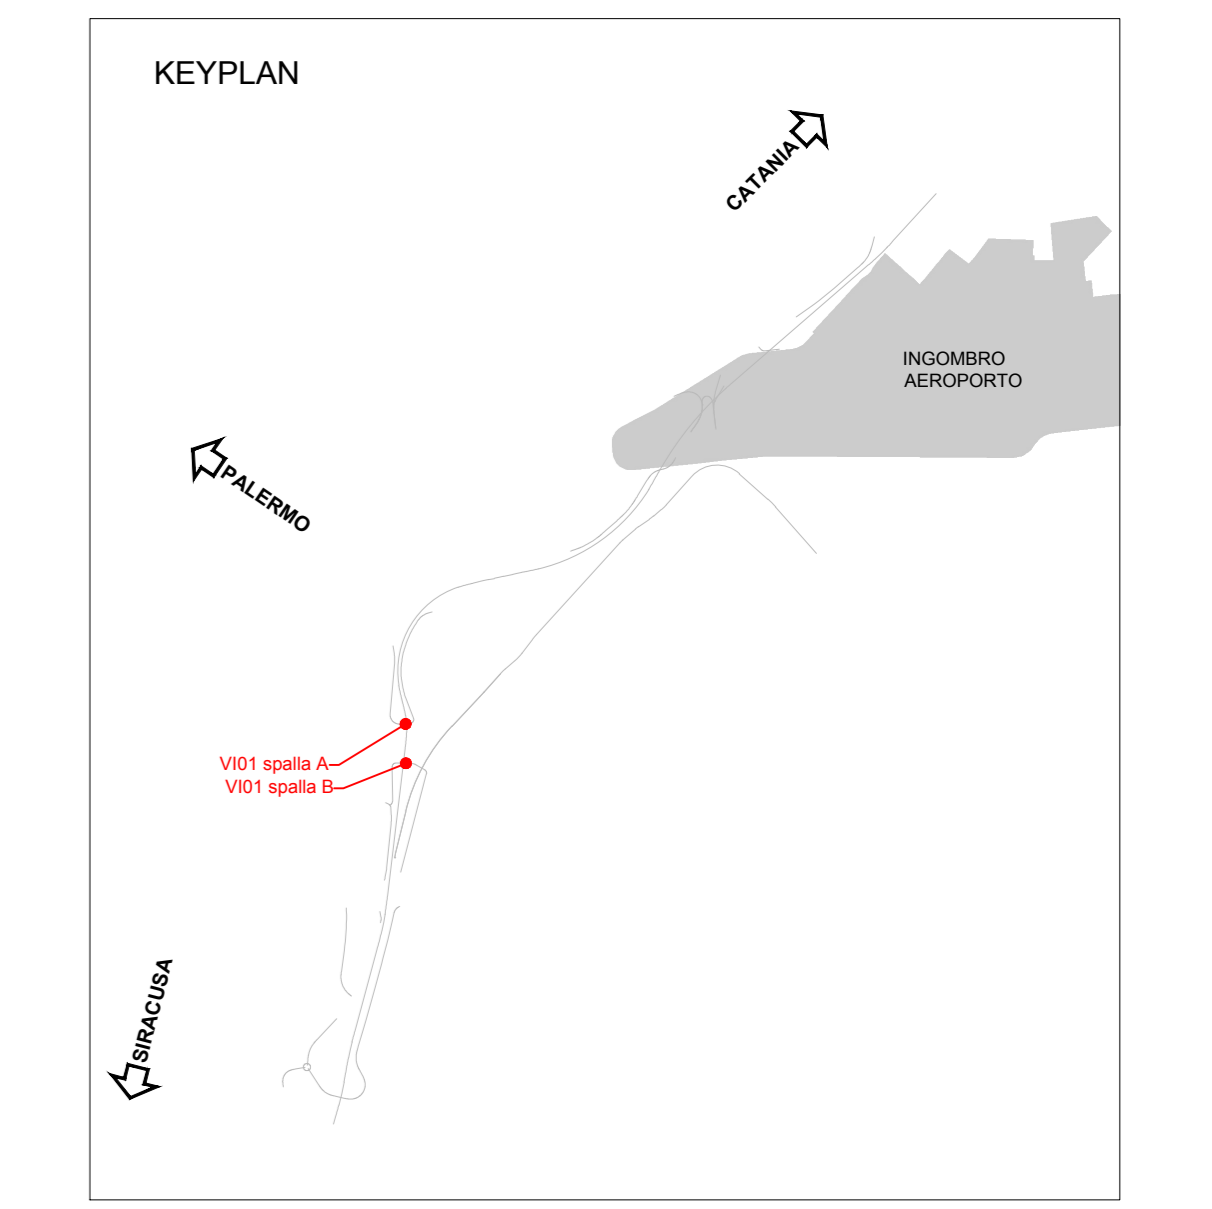 KEYPLAN
CATANIA
INGOMBRO
AEROPORTO
PALERMO
VI01 spalla A
VI01 spalla B
SIRACUSA